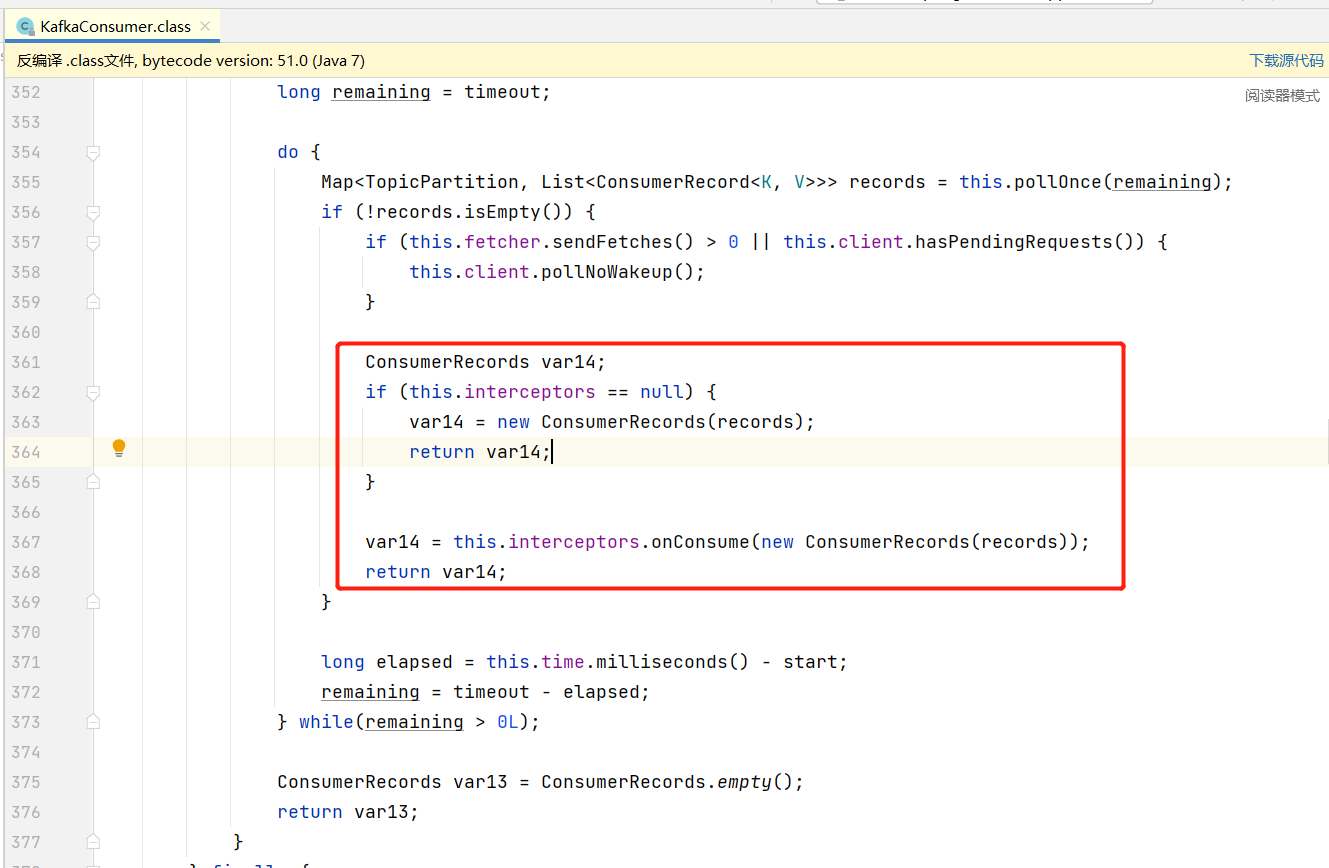 KafkaConsumer.class
反编译 .class文件, bytecode version: 51.0 (Java 7) 下载源代码
阅读器模式
352 long remaining = timeout;
353
354 do {
355 Map<TopicPartition, List<ConsumerRecord<K, V>>> records = this.pollOnce(remaining);
356 if (!records.isEmpty()) {
357 if (this.fetcher.sendFetches() > 0 || this.client.hasPendingRequests()) {
358 this.client.pollNoWakeup();
359 }
360
361 ConsumerRecords var14;
362 if (this.interceptors == null) {
363 var14 = new ConsumerRecords(records);
364 return var14;
365 }
366
367 var14 = this.interceptors.onConsume(new ConsumerRecords(records));
368 return var14;
369 }
370
371 long elapsed = this.time.milliseconds() - start;
372 remaining = timeout - elapsed;
373 } while(remaining > 0L);
374
375 ConsumerRecords var13 = ConsumerRecords.empty();
376 return var13;
377 }